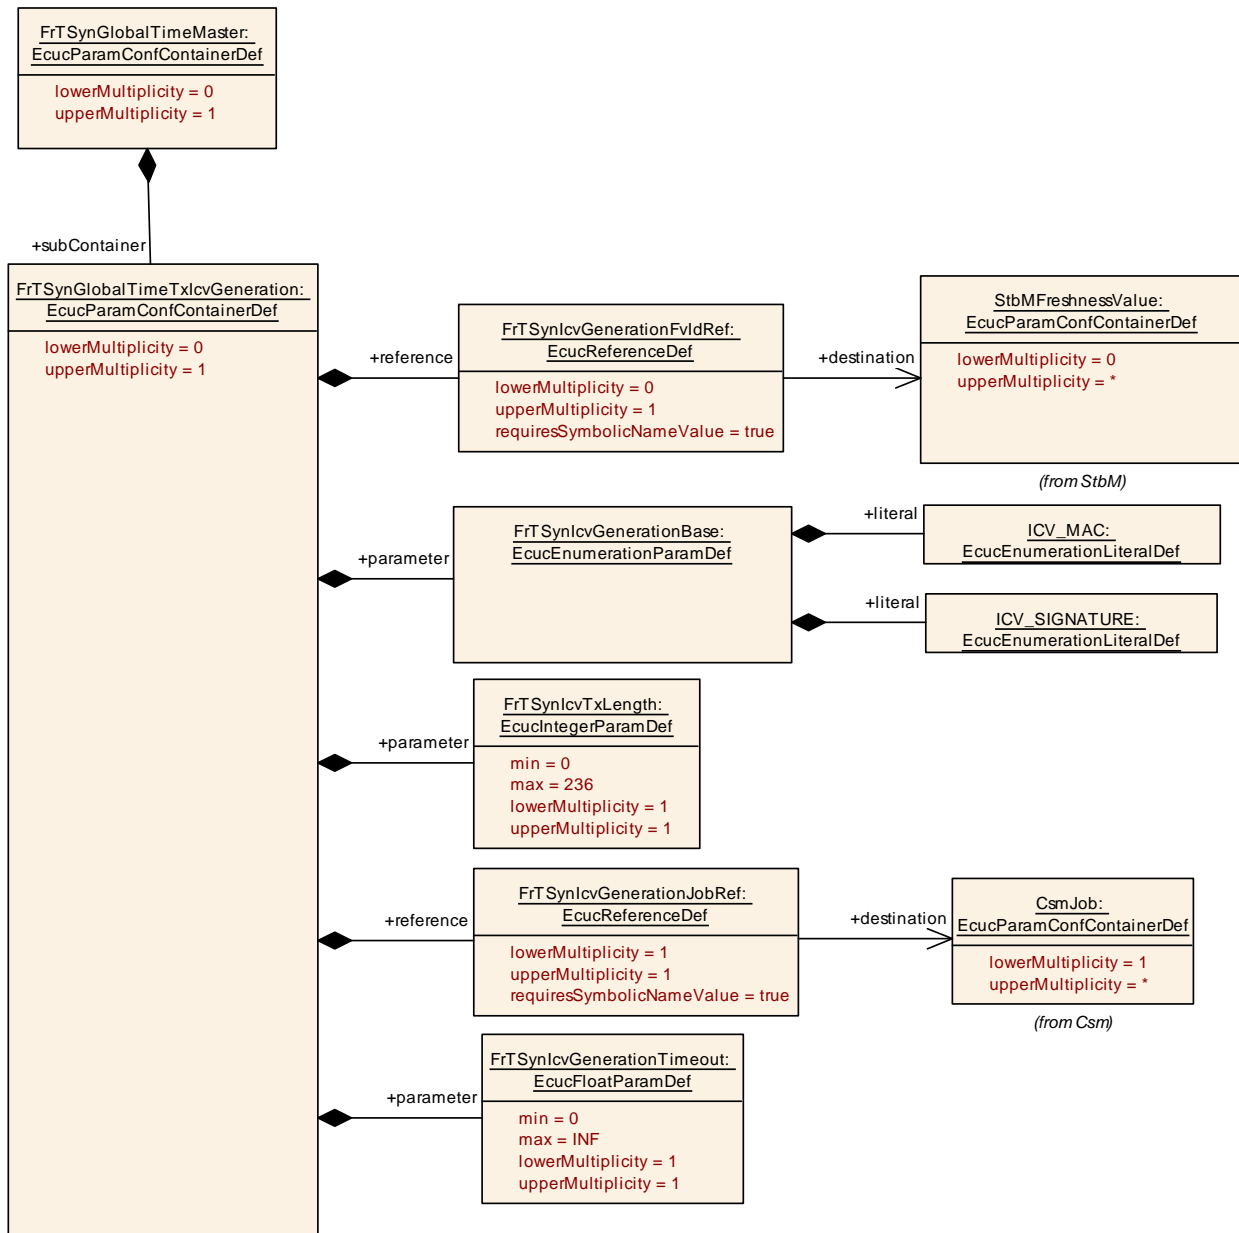 FrTSynGlobalTimeMaster:
EcucParamConfContainerDef
lowerMultiplicity = 0
upperMultiplicity = 1
+subContainer
FrTSynGlobalTimeTxIcvGeneration:
EcucParamConfContainerDef
lowerMultiplicity = 0
upperMultiplicity = 1
+reference
FrTSynIcvGenerationFvIdRef:
EcucReferenceDef
lowerMultiplicity = 0
upperMultiplicity = 1
requiresSymbolicNameValue = true
+destination
StbMFreshnessValue:
EcucParamConfContainerDef
lowerMultiplicity = 0
upperMultiplicity = *
(from StbM)
+parameter
FrTSynIcvGenerationBase:
EcucEnumerationParamDef
+literal
ICV_MAC:
EcucEnumerationLiteralDef
+literal
ICV_SIGNATURE:
EcucEnumerationLiteralDef
+parameter
FrTSynIcvTxLength:
EcucIntegerParamDef
min = 0
max = 236
lowerMultiplicity = 1
upperMultiplicity = 1
+reference
FrTSynIcvGenerationJobRef:
EcucReferenceDef
lowerMultiplicity = 1
upperMultiplicity = 1
requiresSymbolicNameValue = true
+destination
CsmJob:
EcucParamConfContainerDef
lowerMultiplicity = 1
upperMultiplicity = *
(from Csm)
+parameter
FrTSynIcvGenerationTimeout:
EcucFloatParamDef
min = 0
max = INF
lowerMultiplicity = 1
upperMultiplicity = 1